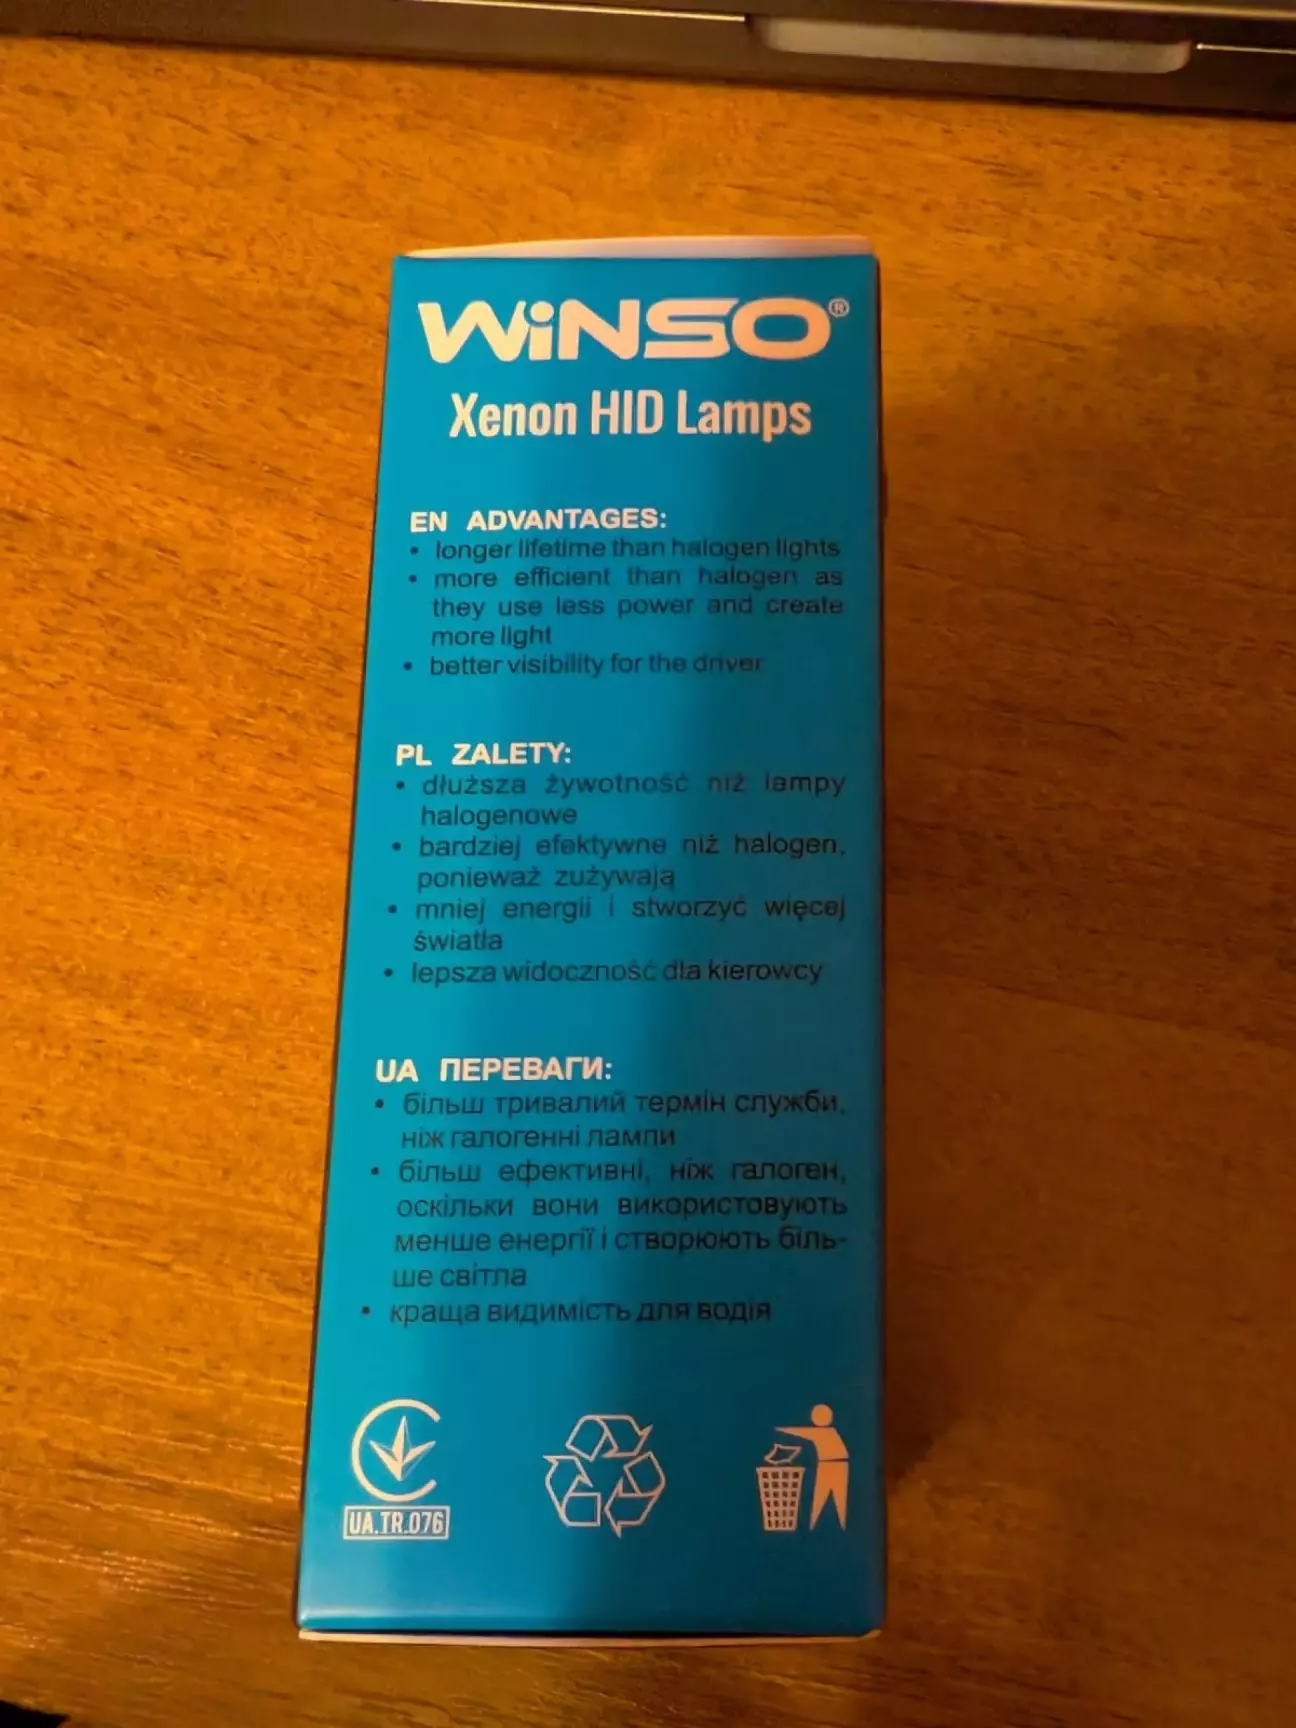 WiNSO®
Xenon HID Lamps
EN ADVANTAGES:
• longer lifetime than halogen lights
• more efficient than halogen as
they use less power and create
more light
• better visibility for the driver
PL ZALETY:
• dłuższa żywotność niż lampy
halogenowe
• bardziej efektywne niż halogen,
ponieważ zużywają
• mniej energii i stworzyć więcej
światła
• lepsza widoczność dla kierowcy
UA ПЕРЕВАГИ:
• більш тривалий термін служби,
ніж галогенні лампи
• більш ефективні, ніж галоген,
оскільки вони використовують
менше енергії і створюють біль-
ше світла
• краща видимість для водія
UA.TR.076